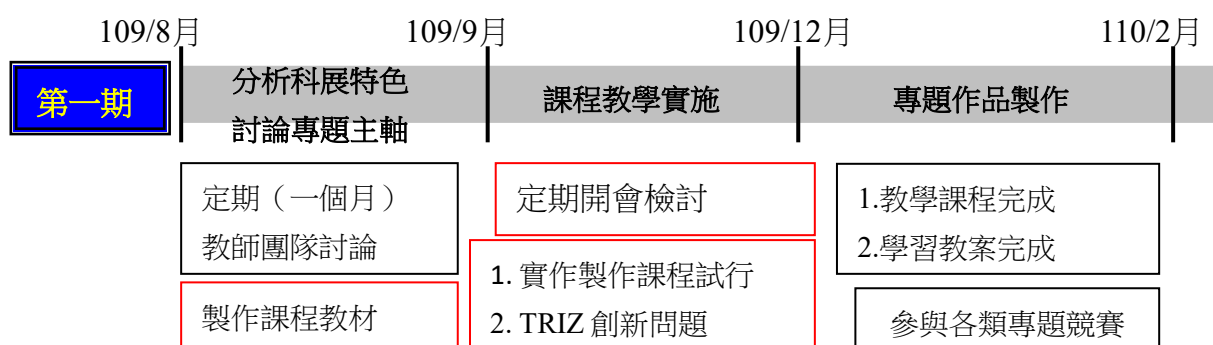 109/8月
109/9月
109/12月
110/2月
第一期
分析科展特色
討論專題主軸
課程教學實施
專題作品製作
定期（一個月）
教師團隊討論
製作課程教材
定期開會檢討
1. 實作製作課程試行
2. TRIZ 創新問題
1.教學課程完成
2.學習教案完成
參與各類專題競賽